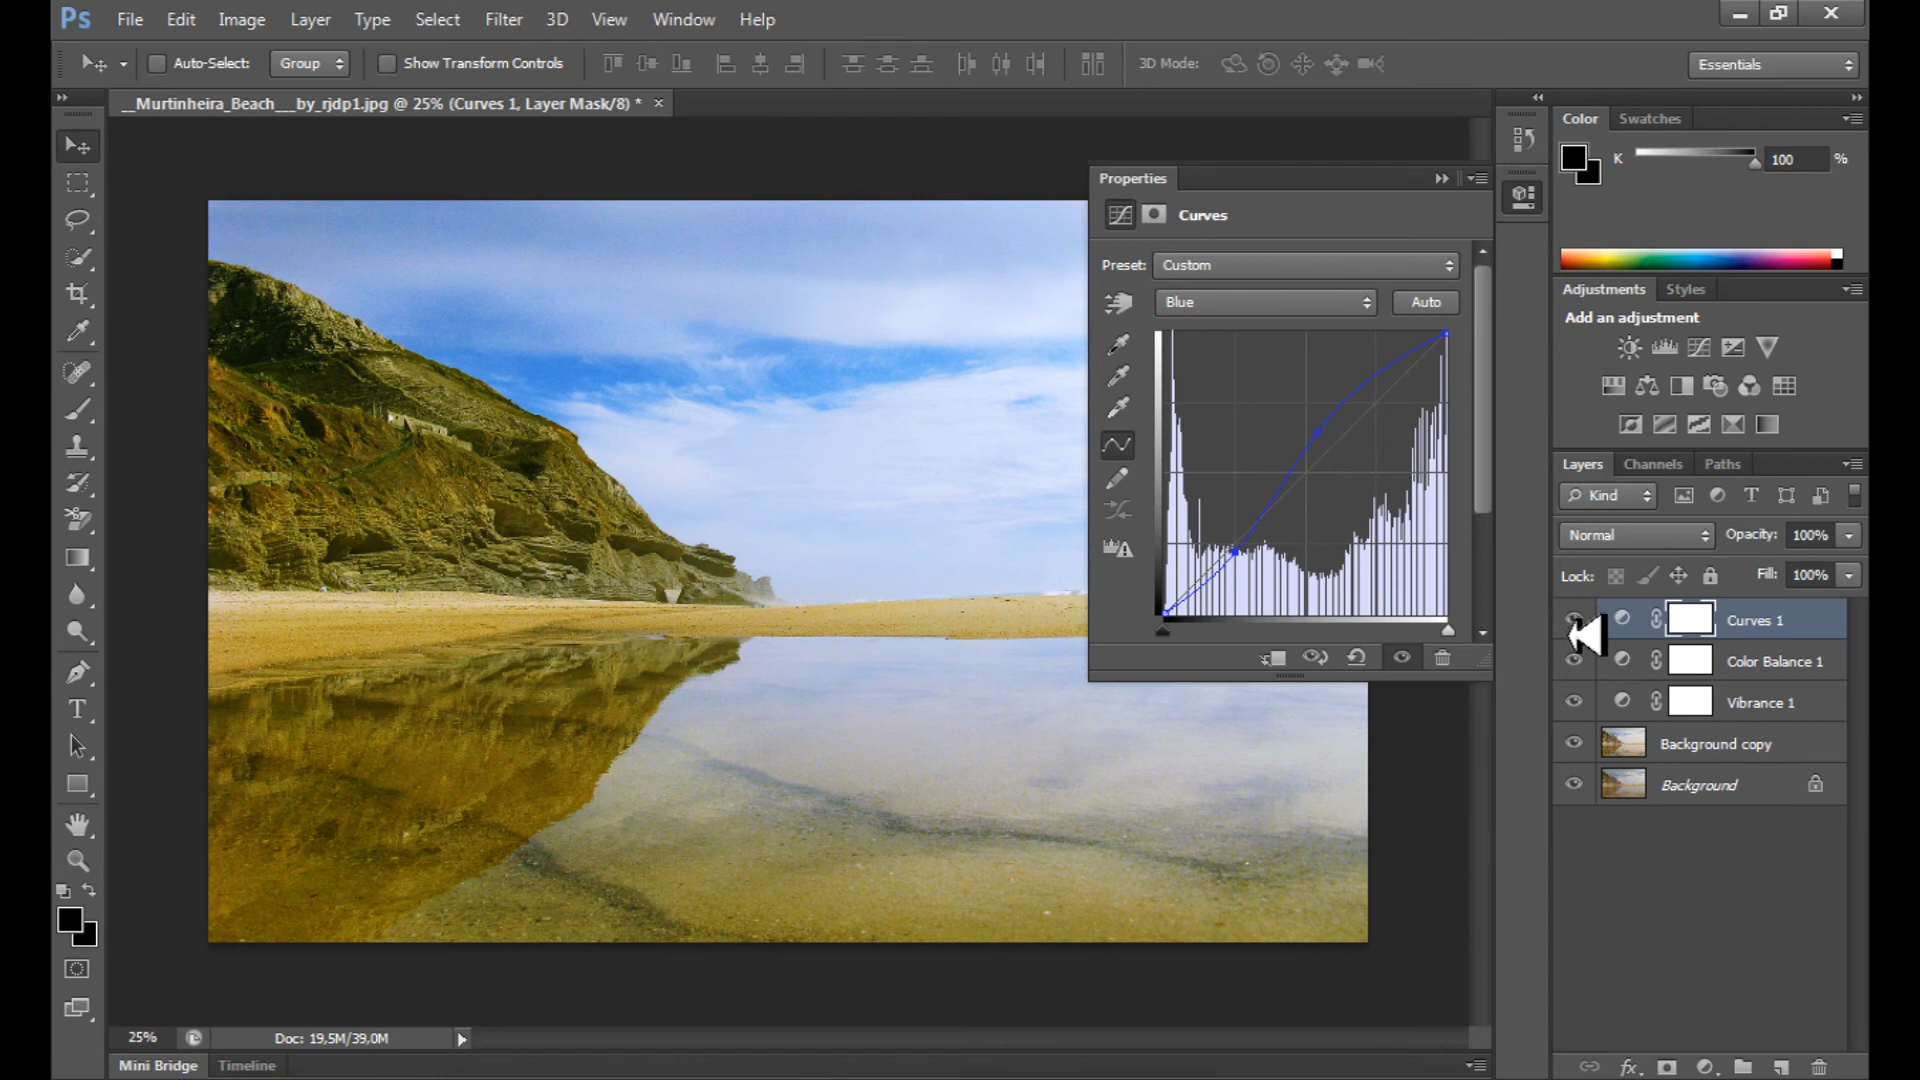 Ps File Edit Image Layer Type Select Filter 3D View Window Help
Auto-Select: Group Show Transform Controls 3D Mode: Essentials
__Murtinheira_Beach___by_rjdp1.jpg @ 25% (Curves 1, Layer Mask/8) * ×
Color Swatches
K 100 %
Properties
Curves
Preset: Custom
Blue Auto
Adjustments Styles
Add an adjustment
Layers Channels Paths
Kind
Normal Opacity: 100%
Lock: Fill: 100%
Curves 1
Color Balance 1
Vibrance 1
Background copy
Background
25% Doc: 19,5M/39,0M
Mini Bridge Timeline
fx